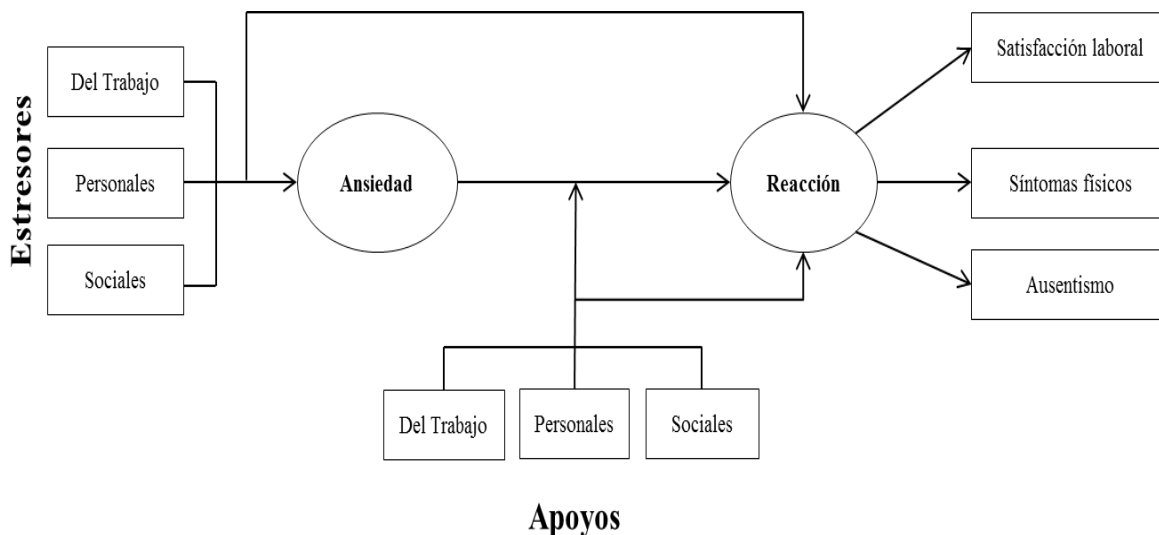 Estresores
Del Trabajo
Personales
Sociales
Ansiedad
Reacción
Satisfacción laboral
Síntomas físicos
Ausentismo
Del Trabajo
Personales
Sociales
Apoyos